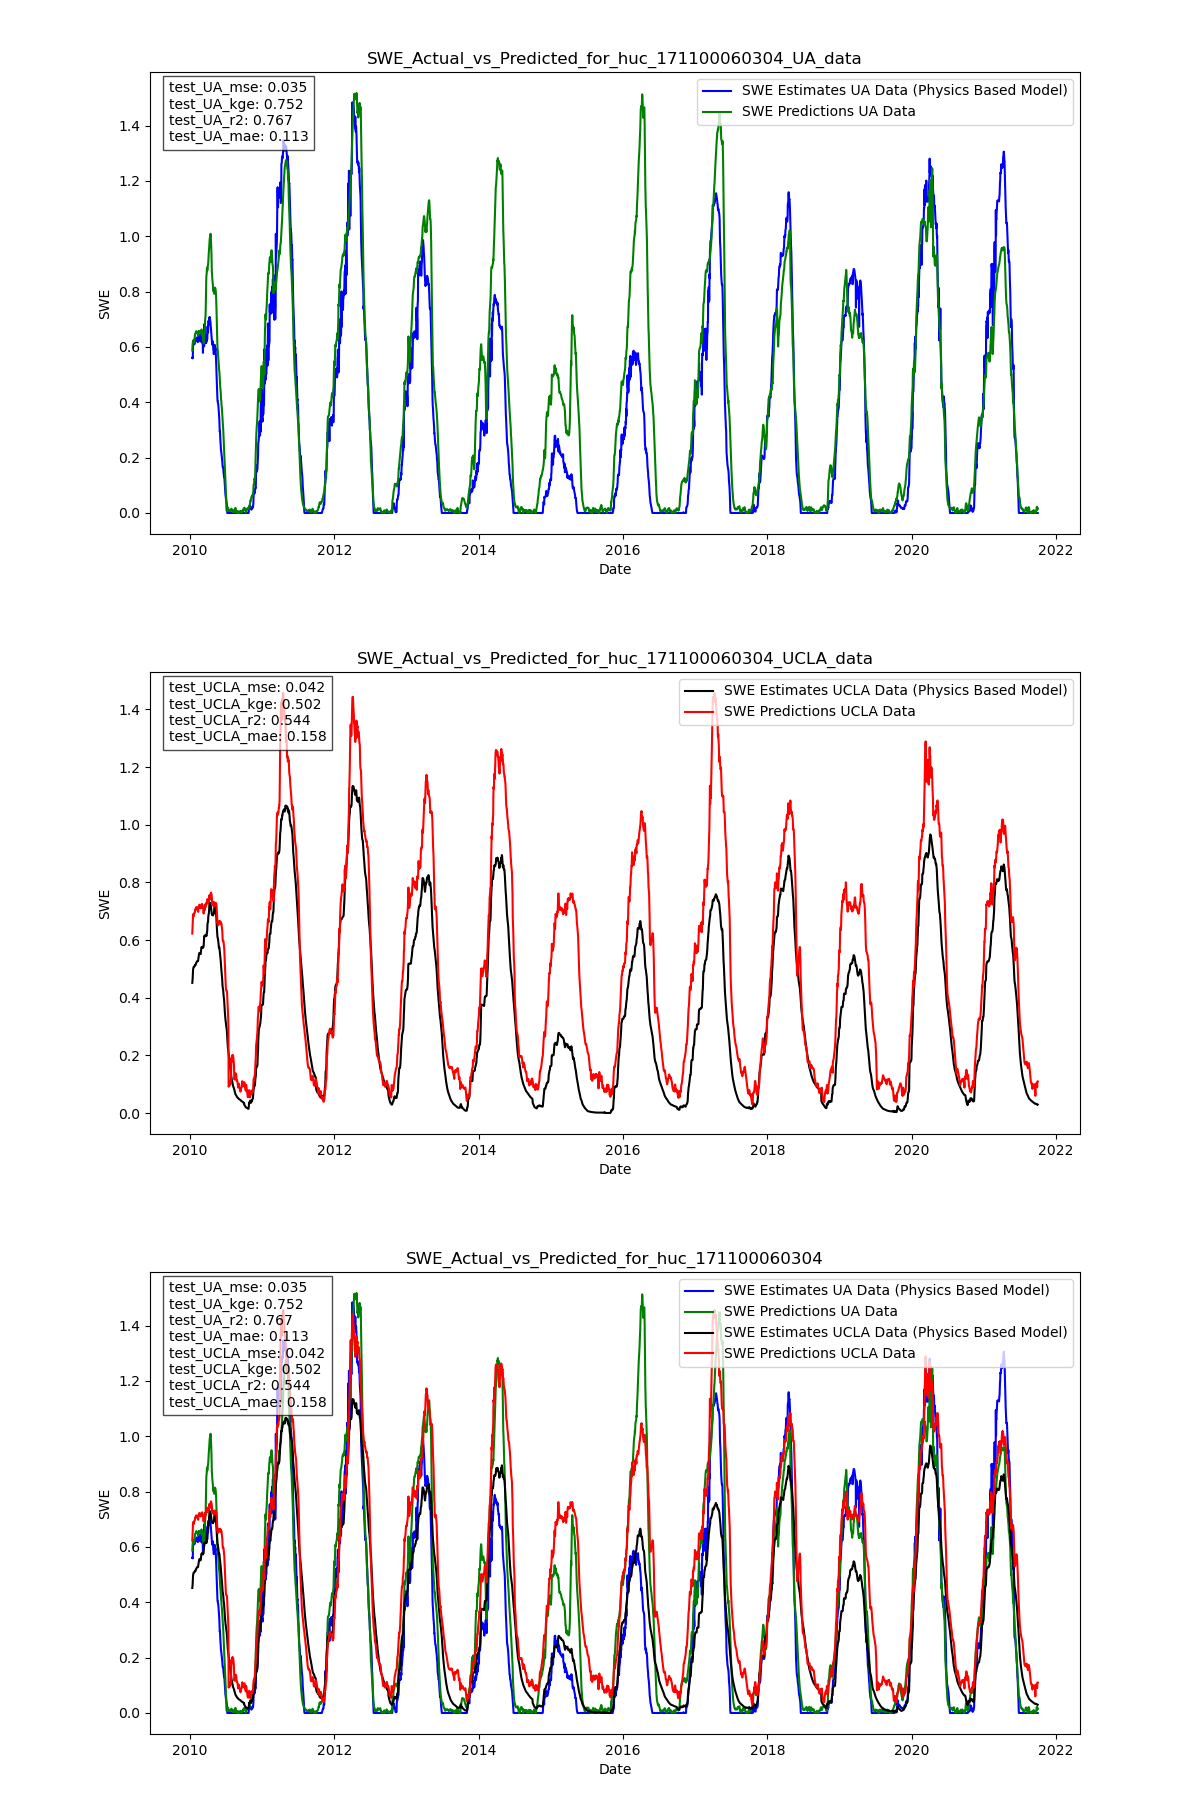 SWE_Actual_vs_Predicted_for_huc_171100060304_UA_data
test_UA_mse: 0.035
test_UA_kge: 0.752
test_UA_r2: 0.767
test_UA_mae: 0.113
SWE Estimates UA Data (Physics Based Model)
SWE Predictions UA Data
1.4
1.2
1.0
0.8
0.6
0.4
0.2
0.0
SWE
2010 2012 2014 2016 2018 2020 2022
Date
SWE_Actual_vs_Predicted_for_huc_171100060304_UCLA_data
test_UCLA_mse: 0.042
test_UCLA_kge: 0.502
test_UCLA_r2: 0.544
test_UCLA_mae: 0.158
SWE Estimates UCLA Data (Physics Based Model)
SWE Predictions UCLA Data
1.4
1.2
1.0
0.8
0.6
0.4
0.2
0.0
SWE
2010 2012 2014 2016 2018 2020 2022
Date
SWE_Actual_vs_Predicted_for_huc_171100060304
test_UA_mse: 0.035
test_UA_kge: 0.752
test_UA_r2: 0.767
test_UA_mae: 0.113
test_UCLA_mse: 0.042
test_UCLA_kge: 0.502
test_UCLA_r2: 0.544
test_UCLA_mae: 0.158
SWE Estimates UA Data (Physics Based Model)
SWE Predictions UA Data
SWE Estimates UCLA Data (Physics Based Model)
SWE Predictions UCLA Data
1.4
1.2
1.0
0.8
0.6
0.4
0.2
0.0
SWE
2010 2012 2014 2016 2018 2020 2022
Date